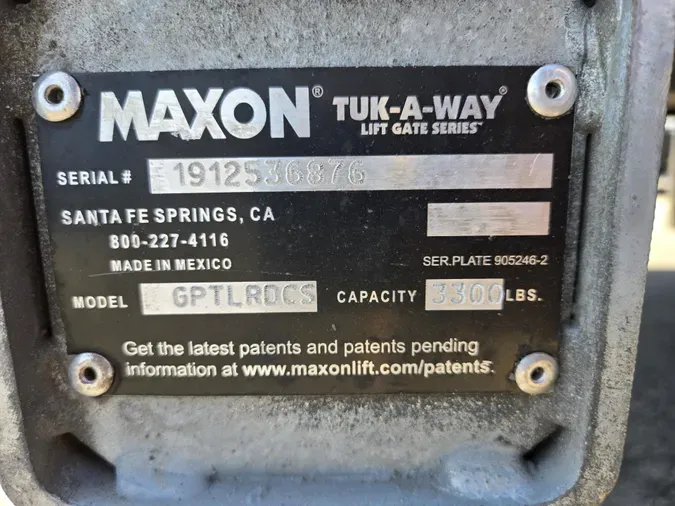 MAXON® TUK-A-WAY®
LIFT GATE SERIES™
SERIAL # 1912536876
SANTA FE SPRINGS, CA
800-227-4116
MADE IN MEXICO
SER.PLATE 905246-2
MODEL GPTLRDCS CAPACITY 3300 LBS.
Get the latest patents and patents pending
information at www.maxonlift.com/patents.